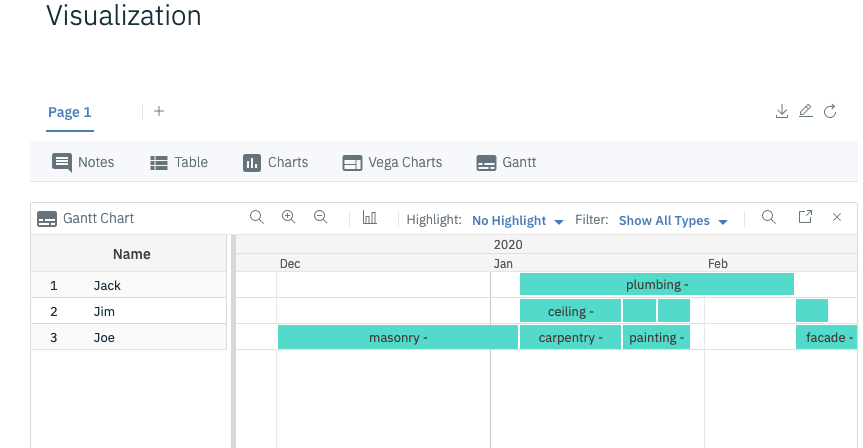 Visualization
Page 1 +
Notes Table Charts Vega Charts Gantt
Gantt Chart Highlight: No Highlight Filter: Show All Types
Name
2020
Dec Jan Feb
1 Jack plumbing -
2 Jim ceiling -
3 Joe masonry - carpentry - painting - facade -